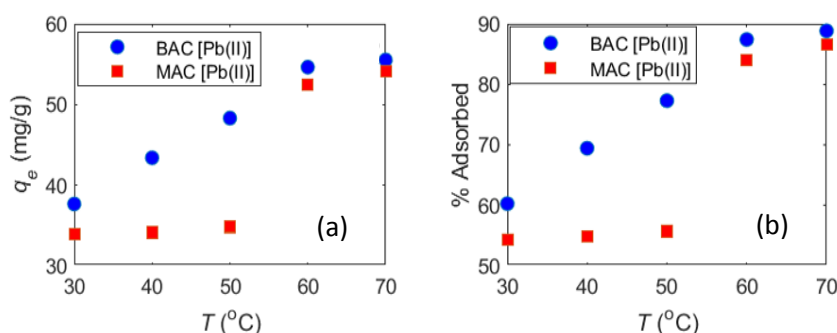 60
50
40
30
q_e (mg/g)
BAC [Pb(II)]
MAC [Pb(II)]
(a)
30 40 50 60 70
T (°C)
90
80
70
60
50
% Adsorbed
BAC [Pb(II)]
MAC [Pb(II)]
(b)
30 40 50 60 70
T (°C)